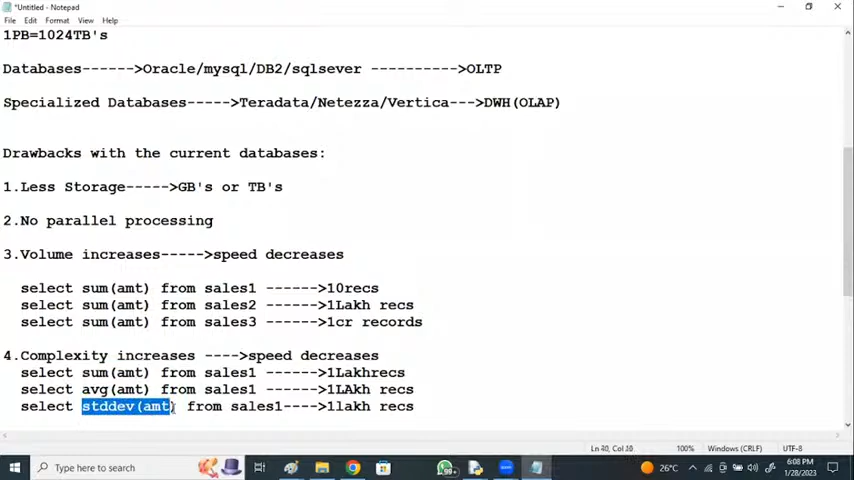 *Untitled - Notepad
File Edit Format View Help
1PB=1024TB's
Databases------>Oracle/mysql/DB2/sqlsever ---------->OLTP
Specialized Databases----->Teradata/Netezza/Vertica--->DWH(OLAP)
Drawbacks with the current databases:
1.Less Storage----->GB's or TB's
2.No parallel processing
3.Volume increases----->speed decreases
select sum(amt) from sales1 ------>10recs
select sum(amt) from sales2 ------>1Lakh recs
select sum(amt) from sales3 ------>1cr records
4.Complexity increases ---->speed decreases
select sum(amt) from sales1 ------>1Lakhrecs
select avg(amt) from sales1 ------>1LAkh recs
select stddev(amt) from sales1---->1lakh recs
100% Windows (CRLF) UTF-8
Type here to search
99+
26°C
6:08 PM
1/28/2023